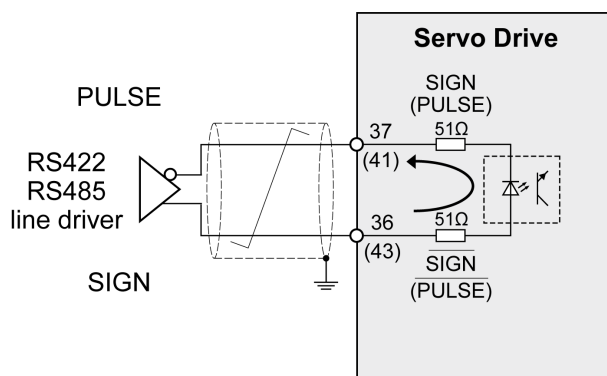 Servo Drive
PULSE
RS422
RS485
line driver
SIGN
SIGN
(PULSE)
37
51Ω
(41)
36
51Ω
(43)
SIGN
(PULSE)